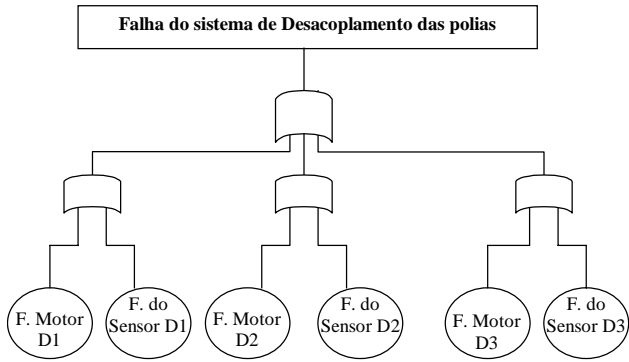 Falha do sistema de Desacoplamento das polias
F. Motor
D1
F. do
Sensor D1
F. Motor
D2
F. do
Sensor D2
F. Motor
D3
F. do
Sensor D3